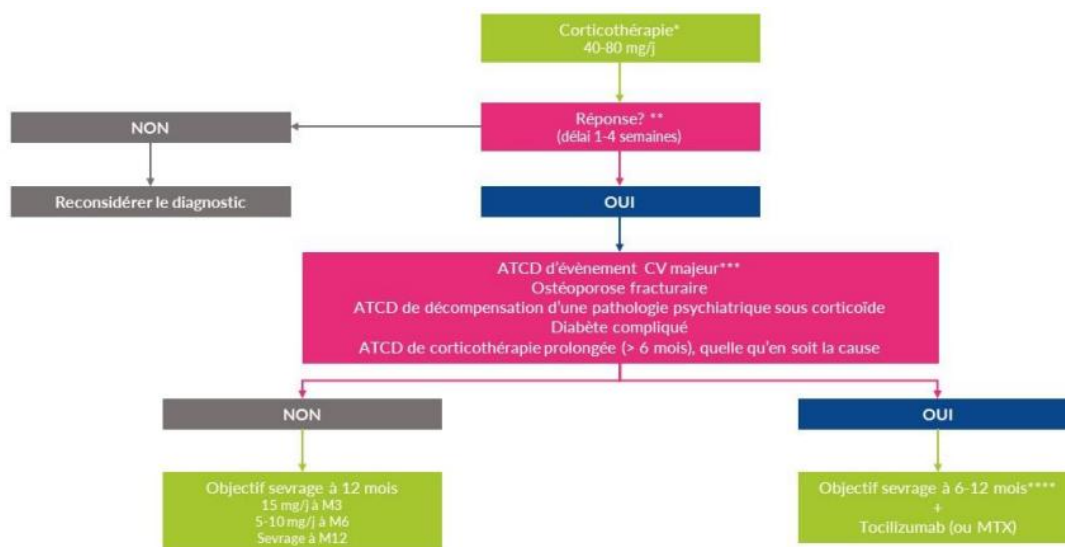 Corticothérapie*
40-80 mg/j
Réponse? **
(délai 1-4 semaines)
NON
Reconsidérer le diagnostic
OUI
ATCD d'évènement CV majeur***
Ostéoporose fracturaire
ATCD de décompensation d'une pathologie psychiatrique sous corticoïde
Diabète compliqué
ATCD de corticothérapie prolongée (> 6 mois), quelle qu'en soit la cause
NON
OUI
Objectif sevrage à 12 mois
15 mg/j à M3
5-10 mg/j à M6
Sevrage à M12
Objectif sevrage à 6-12 mois****
+
Tocilizumab (ou MTX)